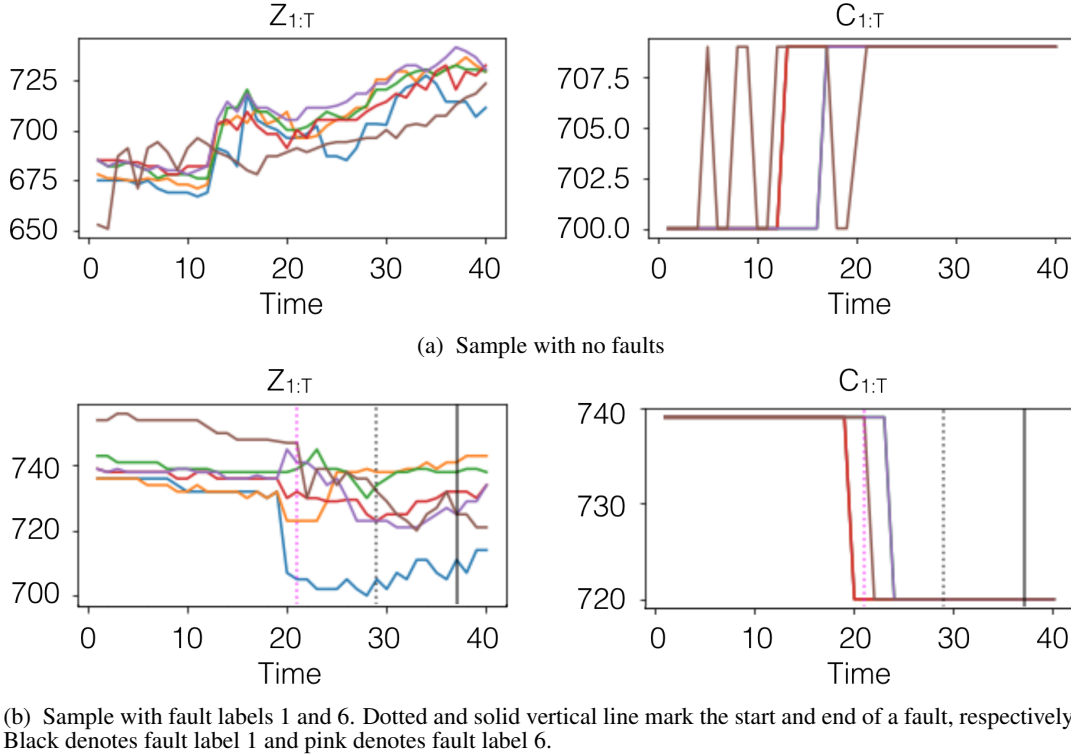 Z1:T
C1:T
725
700
675
650
0 10 20 30 40
Time
707.5
705.0
702.5
700.0
0 10 20 30 40
Time
(a) Sample with no faults
Z1:T
C1:T
740
720
700
0 10 20 30 40
Time
740
730
720
0 10 20 30 40
Time
(b) Sample with fault labels 1 and 6. Dotted and solid vertical line mark the start and end of a fault, respectively
Black denotes fault label 1 and pink denotes fault label 6.